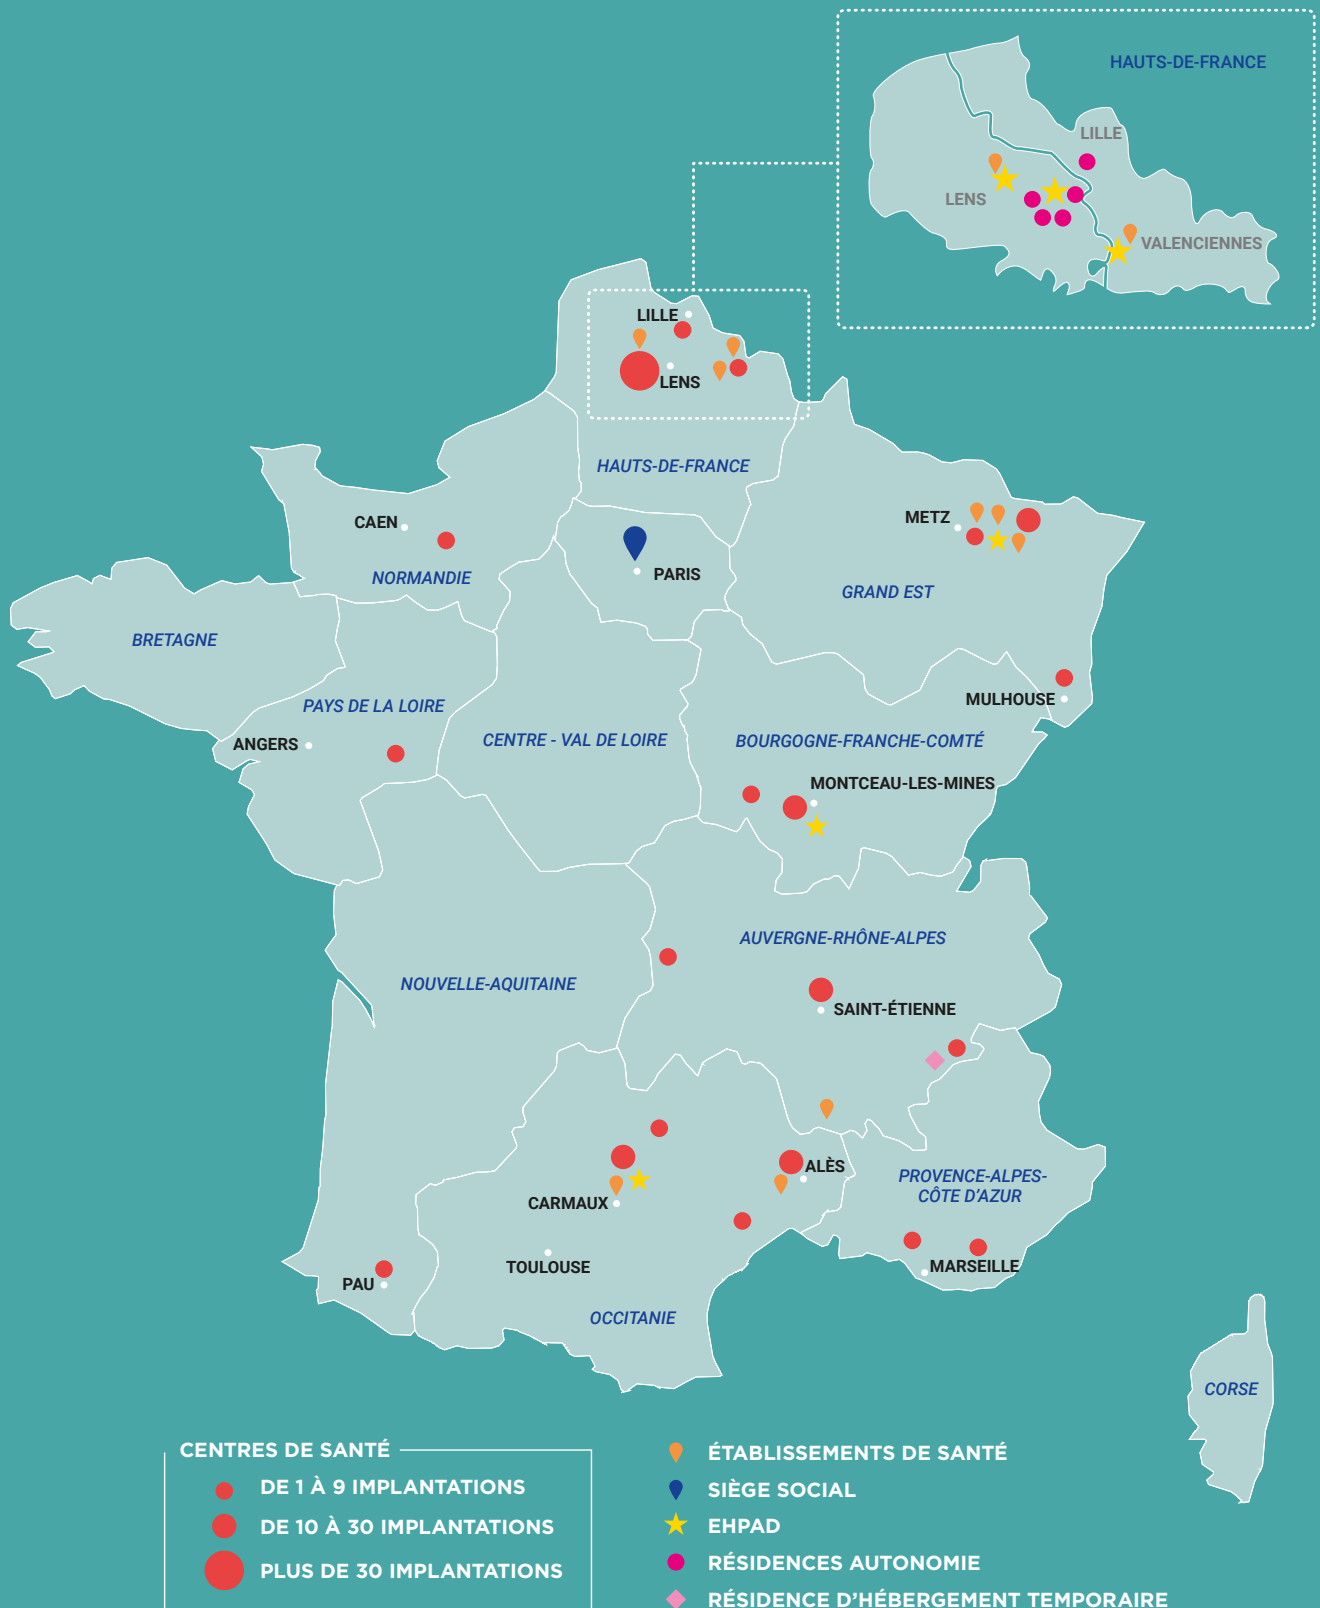 HAUTS-DE-FRANCE
LILLE
LENS
VALENCIENNES
LILLE
LENS
HAUTS-DE-FRANCE
CAEN
NORMANDIE
METZ
PARIS
GRAND EST
BRETAGNE
PAYS DE LA LOIRE
MULHOUSE
ANGERS
CENTRE - VAL DE LOIRE
BOURGOGNE-FRANCHE-COMTÉ
MONTCEAU-LES-MINES
AUVERGNE-RHÔNE-ALPES
NOUVELLE-AQUITAINE
SAINT-ÉTIENNE
ALÈS
PROVENCE-ALPES-
CÔTE D'AZUR
CARMAUX
TOULOUSE
MARSEILLE
PAU
OCCITANIE
CORSE
CENTRES DE SANTÉ
DE 1 À 9 IMPLANTATIONS
DE 10 À 30 IMPLANTATIONS
PLUS DE 30 IMPLANTATIONS
ÉTABLISSEMENTS DE SANTÉ
SIÈGE SOCIAL
EHPAD
RÉSIDENCES AUTONOMIE
RÉSIDENCE D'HÉBERGEMENT TEMPORAIRE